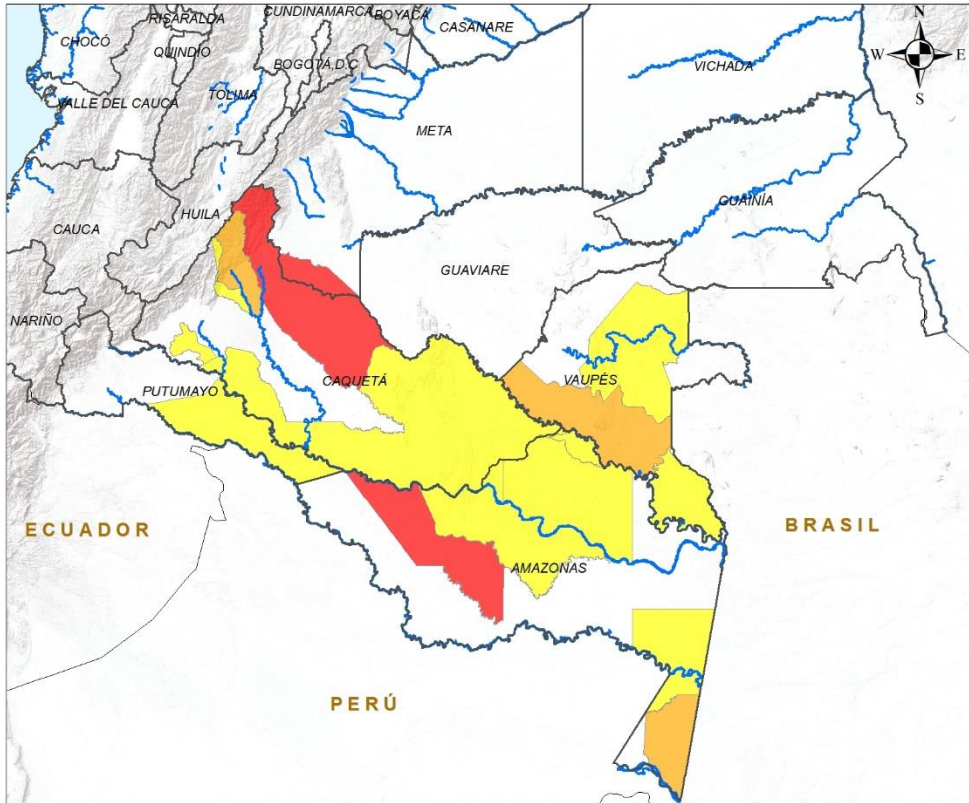 CUNDINAMARCA
BOYACÁ
RISARALDA
CASANARE
CHOCÓ
QUINDÍO
BOGOTÁ D.C
VICHADA
N
W
E
S
VALLE DEL CAUCA
TOLIMA
META
GUAINÍA
HUILA
CAUCA
GUAVIARE
NARIÑO
CAQUETÁ
VAUPÉS
PUTUMAYO
ECUADOR
BRASIL
AMAZONAS
PERÚ